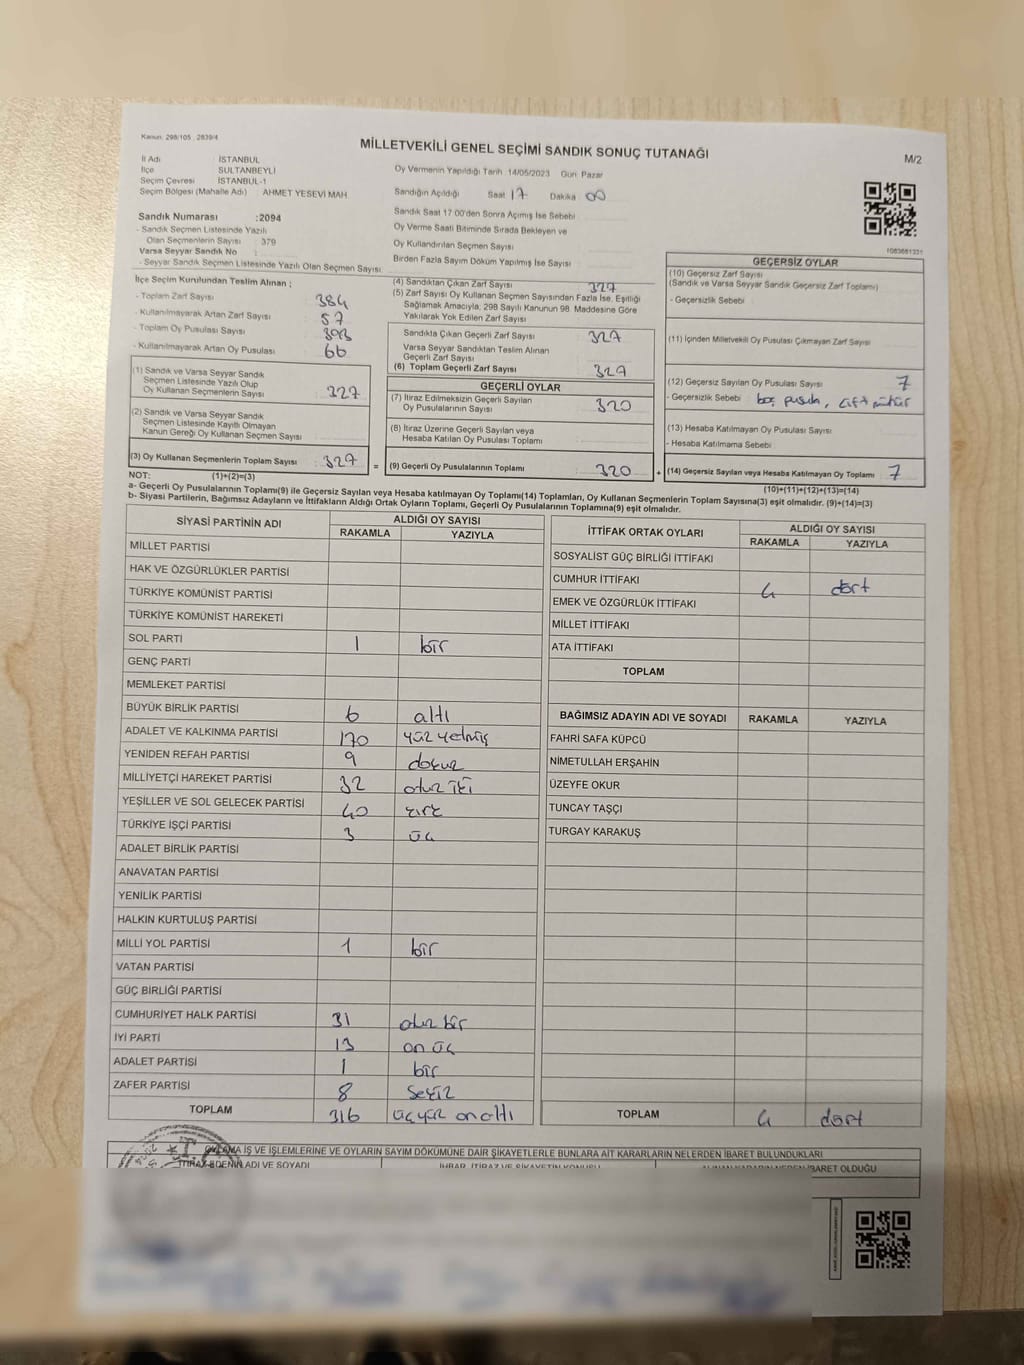 Kanun: 298/105 , 2839/4
MİLLETVEKİLİ GENEL SEÇİMİ SANDIK SONUÇ TUTANAĞI
M/2
İl Adı : İSTANBUL
İlçe : SULTANBEYLİ
Seçim Çevresi : İSTANBUL-1
Seçim Bölgesi (Mahalle Adı) : AHMET YESEVİ MAH
Oy Vermenin Yapıldığı Tarih 14/05/2023 Gün Pazar
Sandığın Açıldığı Saat 17 Dakika 00
Sandık Saat 17:00'den Sonra Açımış İse Sebebi
Oy Verme Saati Bitiminde Sırada Bekleyen ve
Oy Kullandırılan Seçmen Sayısı
Birden Fazla Sayım Döküm Yapılmış İse Sayısı
1083681331
Sandık Numarası :2094
- Sandık Seçmen Listesinde Yazılı
Olan Seçmenlerin Sayısı : 379
Varsa Seyyar Sandık No :
- Seyyar Sandık Seçmen Listesinde Yazılı Olan Seçmen Sayısı
İlçe Seçim Kurulundan Teslim Alınan ;
- Toplam Zarf Sayısı : 384
- Kullanılmayarak Artan Zarf Sayısı : 57
- Toplam Oy Pusulası Sayısı : 393
- Kullanılmayarak Artan Oy Pusulası : 66
(1) Sandık ve Varsa Seyyar Sandık
Seçmen Listesinde Yazılı Olup
Oy Kullanan Seçmenlerin Sayısı : 327
(2) Sandık ve Varsa Seyyar Sandık
Seçmen Listesinde Kayıtlı Olmayan
Kanun Gereği Oy Kullanan Seçmen Sayısı :
(3) Oy Kullanan Seçmenlerin Toplam Sayısı : 327
(1)+(2)=(3)
(4) Sandıktan Çıkan Zarf Sayısı : 327
(5) Zarf Sayısı Oy Kullanan Seçmen Sayısından Fazla İse, Eşitliği
Sağlamak Amacıyla; 298 Sayılı Kanunun 98. Maddesine Göre
Yakılarak Yok Edilen Zarf Sayısı :
Sandıkta Çıkan Geçerli Zarf Sayısı : 327
Varsa Seyyar Sandıktan Teslim Alınan
Geçerli Zarf Sayısı :
(6) Toplam Geçerli Zarf Sayısı : 327
GEÇERLİ OYLAR
(7) İtiraz Edilmeksizin Geçerli Sayılan
Oy Pusulalarının Sayısı : 320
(8) İtiraz Üzerine Geçerli Sayılan veya
Hesaba Katılan Oy Pusulası Toplamı :
= (9) Geçerli Oy Pusulalarının Toplamı : 320
GEÇERSİZ OYLAR
(10) Geçersiz Zarf Sayısı
(Sandık ve Varsa Seyyar Sandık Geçersiz Zarf Toplamı)
- Geçersizlik Sebebi :
(11) İçinden Milletvekili Oy Pusulası Çıkmayan Zarf Sayısı :
(12) Geçersiz Sayılan Oy Pusulası Sayısı : 7
- Geçersizlik Sebebi boş pusula, çift mühür
(13) Hesaba Katılmayan Oy Pusulası Sayısı :
- Hesaba Katılmama Sebebi
+ (14) Geçersiz Sayılan veya Hesaba Katılmayan Oy Toplamı : 7
(10)+(11)+(12)+(13)=(14)
NOT:
a- Geçerli Oy Pusulalarının Toplamı(9) ile Geçersiz Sayılan veya Hesaba katılmayan Oy Toplamı(14) Toplamları, Oy Kullanan Seçmenlerin Toplam Sayısına(3) eşit olmalıdır. (9)+(14)=(3)
b- Siyasi Partilerin, Bağımsız Adayların ve İttifakların Aldığı Ortak Oyların Toplamı, Geçerli Oy Pusulalarının Toplamına(9) eşit olmalıdır.
SİYASİ PARTİNİN ADI ALDIĞI OY SAYISI
RAKAMLA YAZIYLA
MİLLET PARTİSİ
HAK VE ÖZGÜRLÜKLER PARTİSİ
TÜRKİYE KOMÜNİST PARTİSİ
TÜRKİYE KOMÜNİST HAREKETİ
SOL PARTİ 1 bir
GENÇ PARTİ
MEMLEKET PARTİSİ
BÜYÜK BİRLİK PARTİSİ 6 altı
ADALET VE KALKINMA PARTİSİ 170 yüz yetmiş
YENİDEN REFAH PARTİSİ 9 dokuz
MİLLİYETÇİ HAREKET PARTİSİ 32 otuz iki
YEŞİLLER VE SOL GELECEK PARTİSİ 40 kırk
TÜRKİYE İŞÇİ PARTİSİ 3 üç
ADALET BİRLİK PARTİSİ
ANAVATAN PARTİSİ
YENİLİK PARTİSİ
HALKIN KURTULUŞ PARTİSİ
MİLLİ YOL PARTİSİ 1 bir
VATAN PARTİSİ
GÜÇ BİRLİĞİ PARTİSİ
CUMHURİYET HALK PARTİSİ 31 otuz bir
İYİ PARTİ 13 on üç
ADALET PARTİSİ 1 bir
ZAFER PARTİSİ 8 sekiz
TOPLAM 316 üçyüz on altı
İTTİFAK ORTAK OYLARI ALDIĞI OY SAYISI
RAKAMLA YAZIYLA
SOSYALİST GÜÇ BİRLİĞİ İTTİFAKI
CUMHUR İTTİFAKI 4 dört
EMEK VE ÖZGÜRLÜK İTTİFAKI
MİLLET İTTİFAKI
ATA İTTİFAKI
TOPLAM
BAĞIMSIZ ADAYIN ADI VE SOYADI RAKAMLA YAZIYLA
FAHRİ SAFA KÜPCÜ
NİMETULLAH ERŞAHİN
ÜZEYFE OKUR
TUNCAY TAŞÇI
TURGAY KARAKUŞ
TOPLAM 4 dört
OYLAMA İŞ VE İŞLEMLERİNE VE OYLARIN SAYIM DÖKÜMÜNE DAİR ŞİKAYETLERLE BUNLARA AİT KARARLARIN NELERDEN İBARET BULUNDUKLARI
İTİRAZ EDENİN ADI VE SOYADI